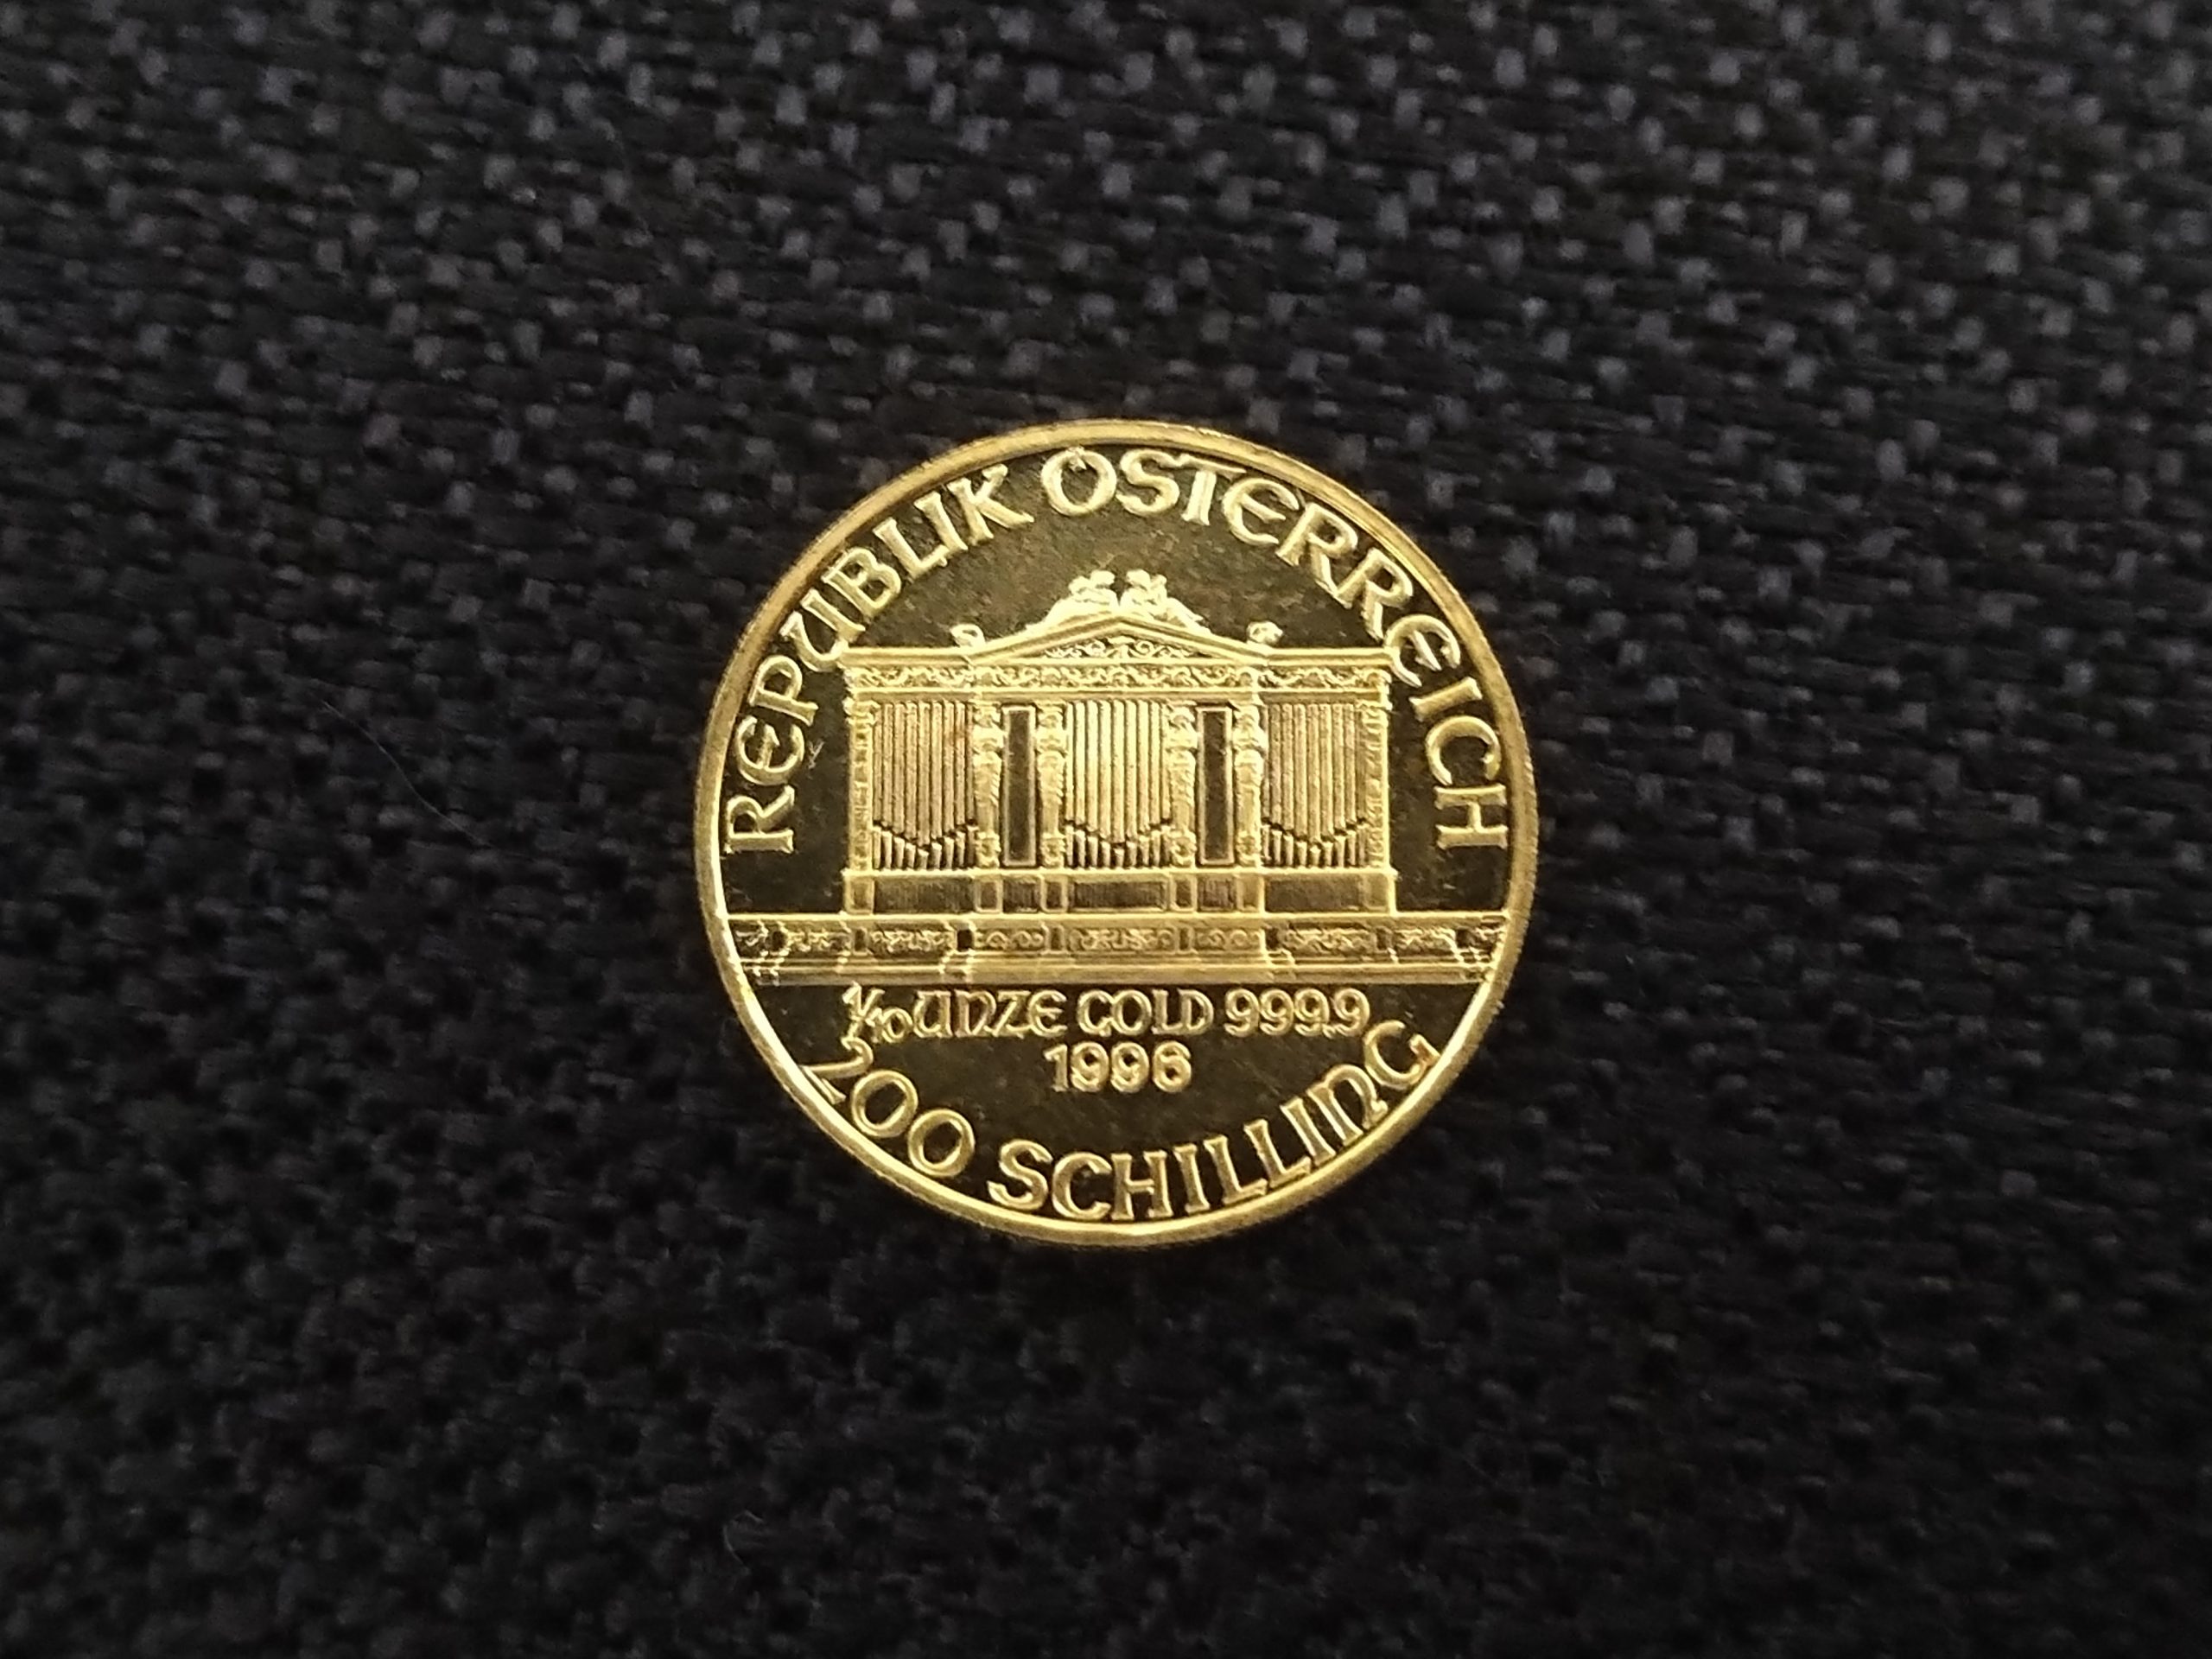 REPUBLIK ÖSTERREICH
1/10 UNZE GOLD 999.9
1996
200 SCHILLING